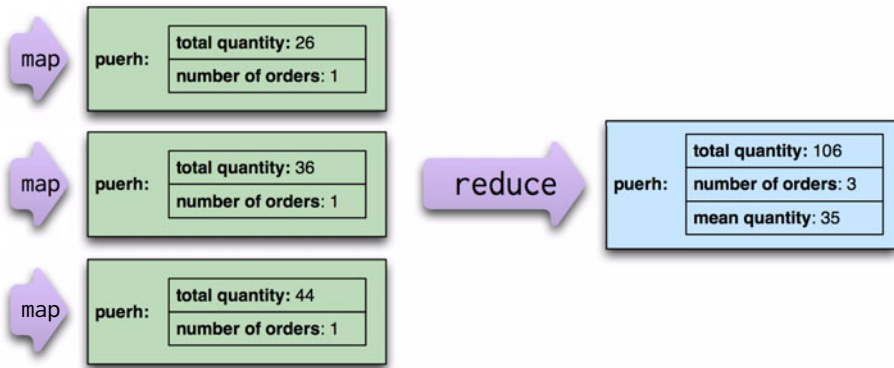 map
puerh:
total quantity: 26
number of orders: 1
map
puerh:
total quantity: 36
number of orders: 1
map
puerh:
total quantity: 44
number of orders: 1
reduce
puerh:
total quantity: 106
number of orders: 3
mean quantity: 35